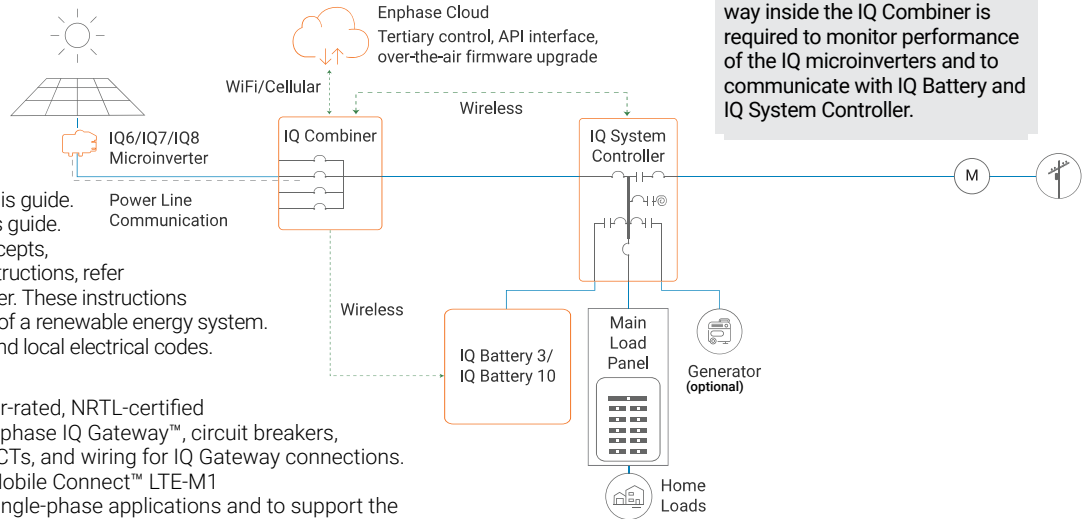 Enphase Cloud
Tertiary control, API interface,
over-the-air firmware upgrade
way inside the IQ Combiner is
required to monitor performance
of the IQ microinverters and to
communicate with IQ Battery and
IQ System Controller.
WiFi/Cellular
Wireless
IQ6/IQ7/IQ8
Microinverter
IQ Combiner
IQ System
Controller
M
Power Line
Communication
is guide.
s guide.
cepts,
tructions, refer
er. These instructions
of a renewable energy system.
nd local electrical codes.
Wireless
IQ Battery 3/
IQ Battery 10
Main
Load
Panel
Generator
(optional)
r-rated, NRTL-certified
phase IQ Gateway™, circuit breakers,
CTs, and wiring for IQ Gateway connections.
Mobile Connect™ LTE-M1
ngle-phase applications and to support the
Home
Loads